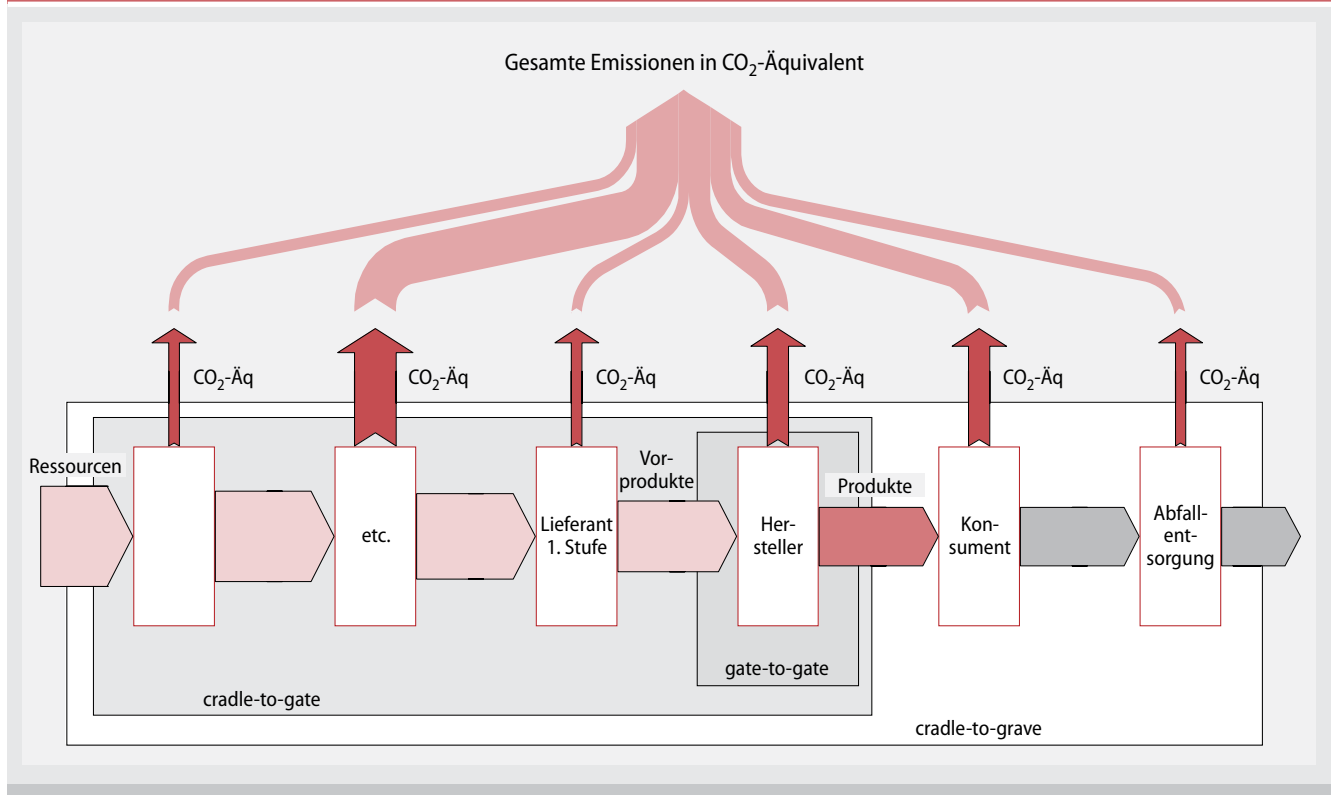 Gesamte Emissionen in CO₂-Äquivalent
CO₂-Äq
CO₂-Äq
CO₂-Äq
CO₂-Äq
CO₂-Äq
CO₂-Äq
Ressourcen
etc.
Lieferant
1. Stufe
Vor-
produkte
Her-
steller
Produkte
Kon-
sument
Abfall-
ent-
sorgung
gate-to-gate
cradle-to-gate
cradle-to-grave